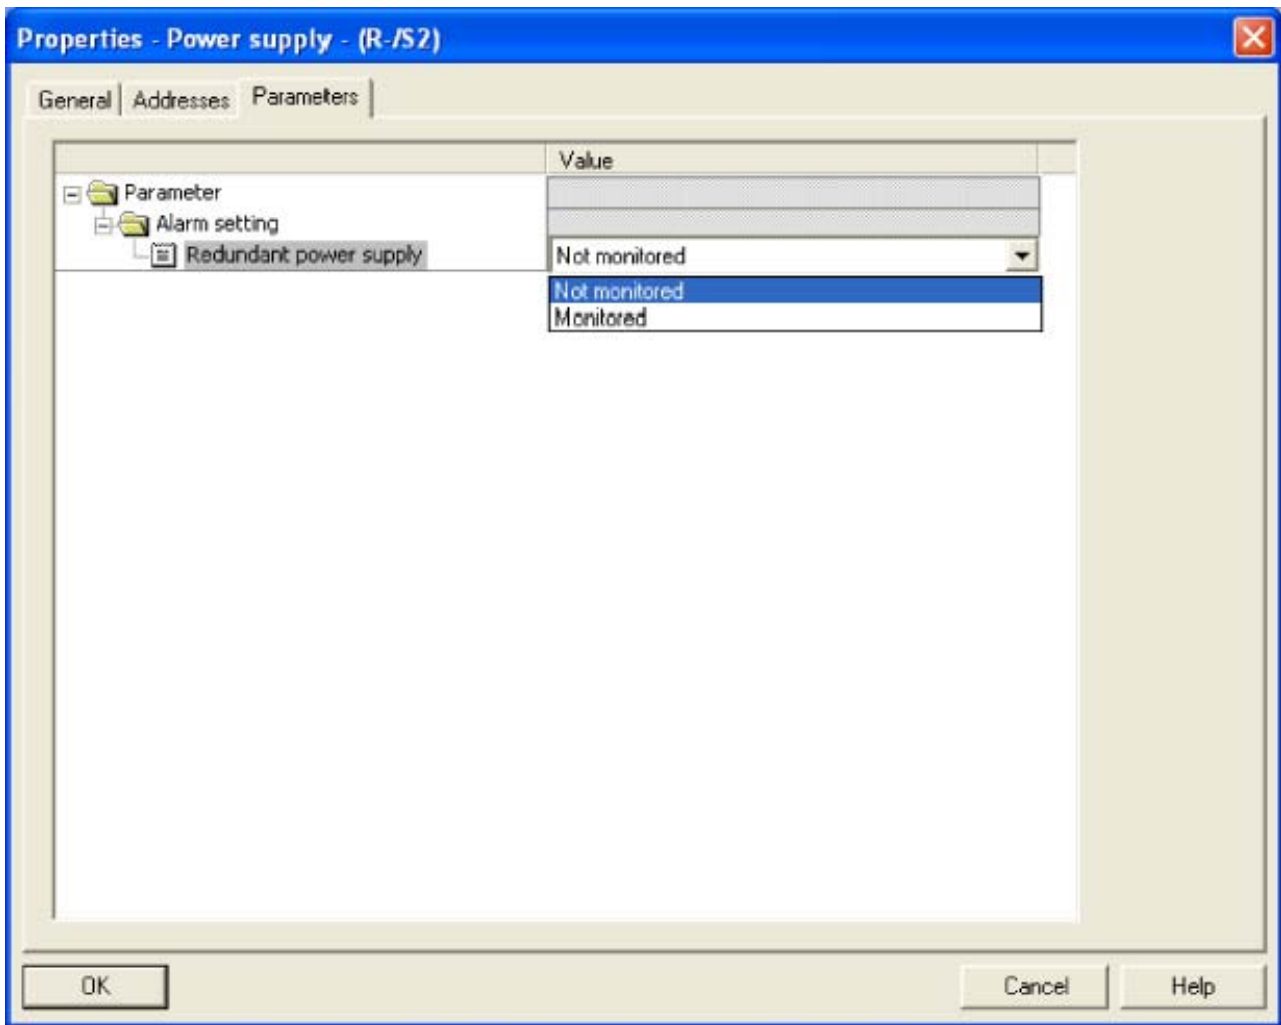 Properties - Power supply - (R-/S2)
General Addresses Parameters
Value
Parameter
Alarm setting
Redundant power supply Not monitored
Not monitored
Monitored
OK Cancel Help